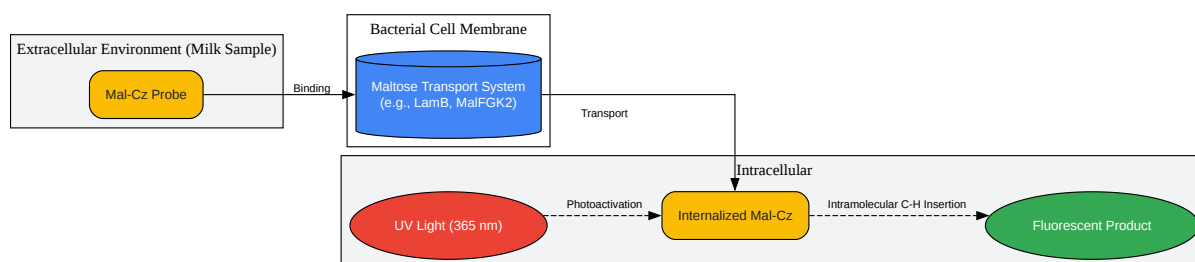 Bacterial Cell Membrane
Extracellular Environment (Milk Sample)
Mal-Cz Probe
Binding
Maltose Transport System
(e.g., LamB, MalFGK2)
Transport
Intracellular
UV Light (365 nm)
Photoactivation
Internalized Mal-Cz
Intramolecular C-H Insertion
Fluorescent Product